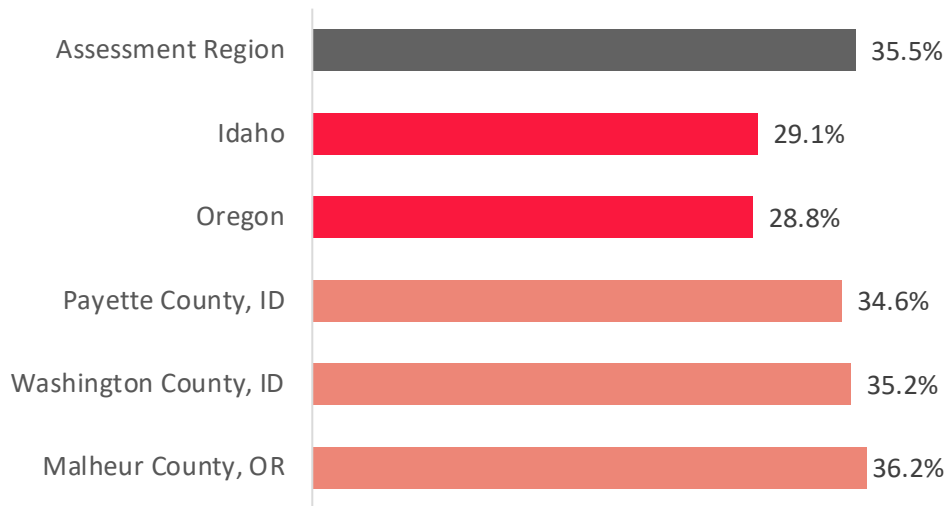 Assessment Region 35.5%
Idaho 29.1%
Oregon 28.8%
Payette County, ID 34.6%
Washington County, ID 35.2%
Malheur County, OR 36.2%